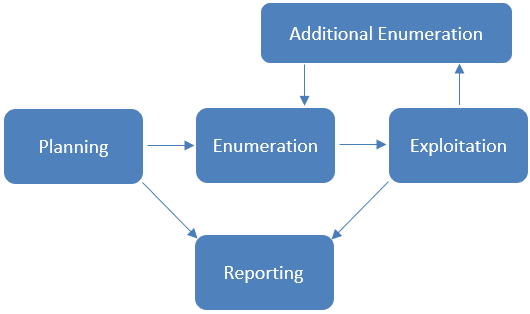 Additional Enumeration
Planning
Enumeration
Exploitation
Reporting